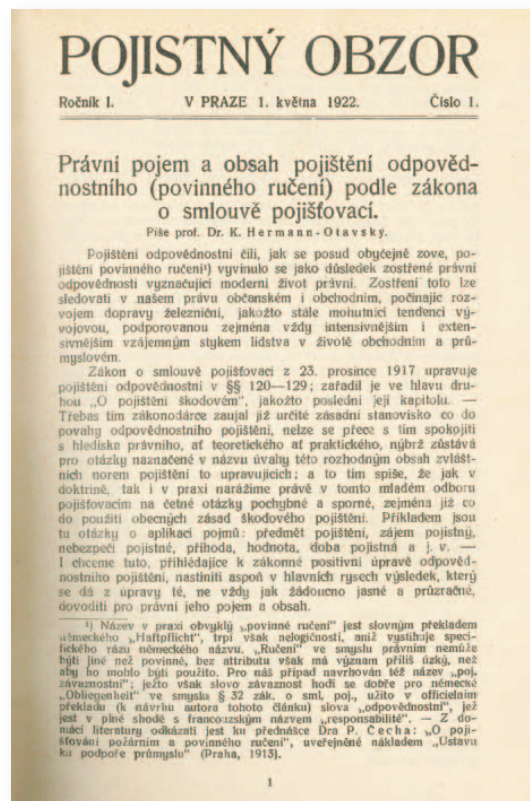 POJISTNÝ OBZOR
Ročník I. V PRAZE 1. května 1922. Číslo 1.
Právní pojem a obsah pojištění odpověd-
nostního (povinného ručení) podle zákona
o smlouvě pojišťovací.
Píše prof. Dr. K. Hermann-Otavský.
Pojištění odpovědnostní čili, jak se posud obyčejně zove, po-
jištění povinného ručení¹) vyvinulo se jako důsledek zostřené právní
odpovědnosti vyznačující moderní život právní. Zostření toto lze
sledovati v našem právu občanském i obchodním, počínajíc roz-
vojem dopravy železniční, jakožto stále mohutnící tendenci vý-
vojovou, podporovanou zejména vždy intensivnějším i exten-
sivnějším vzájemným stykem lidstva v životě obchodním a prů-
myslovém.
Zákon o smlouvě pojišťovací z 23. prosince 1917 upravuje
pojištění odpovědnostní v §§ 120—129; zařadil je ve hlavu dru-
hou „O pojištění škodovém“, jakožto poslední její kapitolu. —
Třebas tím zákonodárce zaujal již určité zásadní stanovisko co do
povahy odpovědnostního pojištění, nelze se přece s tím spokojiti
s hlediska právního, ať teoretického ať praktického, nýbrž zůstává
pro otázky naznačené v názvu úvahy této rozhodným obsah zvlášt-
ních norem pojištění to upravujících; a to tím spíše, že jak v
doktrině, tak i v praxi narážíme právě v tomto mladém odboru
pojišťovacím na četné otázky pochybné a sporné, zejména již co
do použití obecných zásad škodového pojištění. Příkladem jsou
tu otázky o aplikaci pojmů: předmět pojištění, zájem pojistný,
nebezpečí pojistné, příhoda, hodnota, doba pojistná a j. v. —
I chceme tuto, přihlédajíce k zákonné positivní úpravě odpověd-
nostního pojištění, nastíniti aspoň v hlavních rysech výsledek, který
se dá z úpravy té, ne vždy jak žádoucno jasné a průzračné,
dovoditi pro právní jeho pojem a obsah.
¹) Název v praxi obvyklý „povinné ručení“ jest slovným překladem
německého „Haftpflicht“, trpí však nelogičností, aniž vystihuje speci-
fického rázu německého názvu. „Ručení“ ve smyslu právním nemůže
býti jiné než povinné, bez attributu však má význam příliš úzký, než
aby ho mohlo býti použito. Pro náš případ navrhován též název „poj.
závaznostní“; ježto však slovo závaznost hodí se dobře pro německé
„Obliegenheit“ ve smyslu § 32 zák. o sml. poj., užito v officielním
překladu (k návrhu autora tohoto článku) slova „odpovědnostní“, jež
jest v plné shodě s francouzským názvem „responsabilité“. — Z do-
mácí literatury odkázati jest ku přednášce Dra P. Čecha: „O poji-
šťování požárním a povinného ručení“, uveřejněné nákladem „Ústavu
ku podpoře průmyslu“ (Praha, 1913).
1